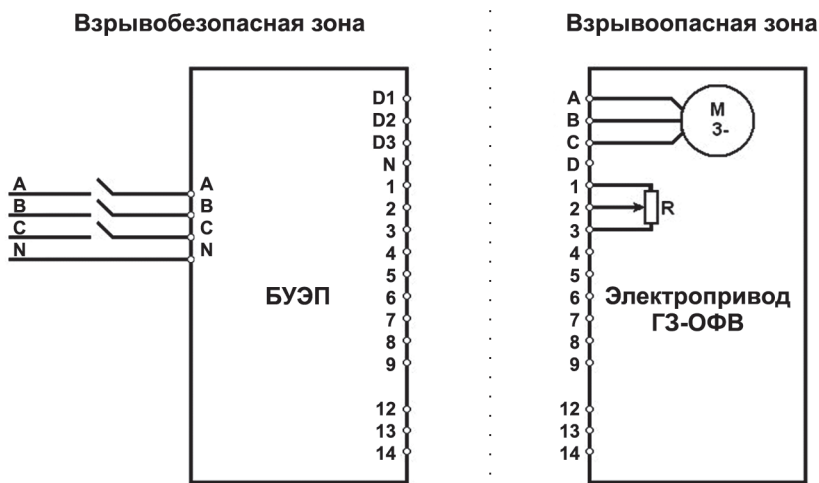 Взрывобезопасная зона
Взрывоопасная зона
A
B
C
N
A
B
C
N
БУЭП
D1
D2
D3
N
1
2
3
4
5
6
7
8
9
12
13
14
A
B
C
D
1
2
3
4
5
6
7
8
9
12
13
14
М
3-
R
Электропривод
ГЗ-ОФВ